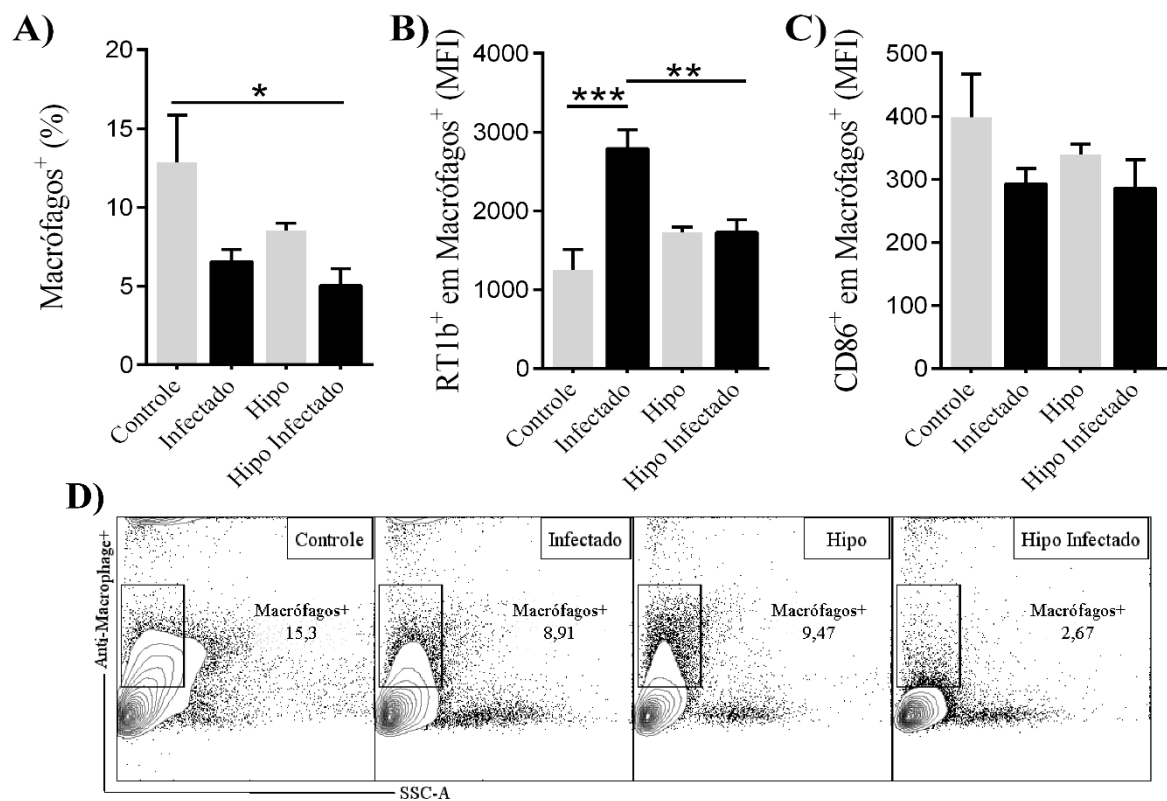 A)
Macrófagos+ (%)
20
15
10
5
0
*
Controle
Infectado
Hipo
Hipo Infectado
B)
RT1b+ em Macrófagos+ (MFI)
4000
3000
2000
1000
0
***
**
Controle
Infectado
Hipo
Hipo Infectado
C)
CD86+ em Macrófagos+ (MFI)
500
400
300
200
100
0
Controle
Infectado
Hipo
Hipo Infectado
D)
Anti-Macrophage+
Controle
Macrófagos+
15,3
Infectado
Macrófagos+
8,91
Hipo
Macrófagos+
9,47
Hipo Infectado
Macrófagos+
2,67
SSC-A